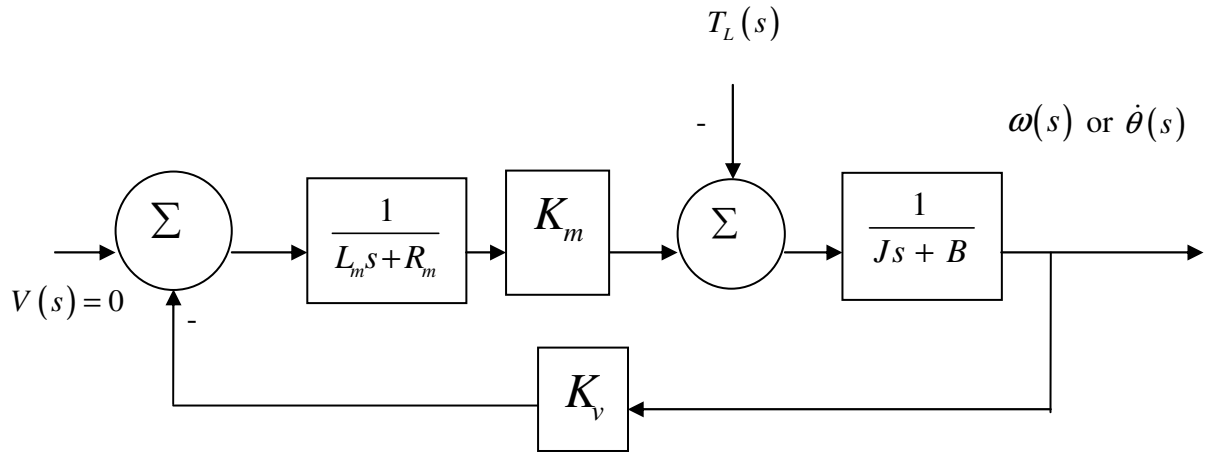 T_L(s)
-
ω(s) or θ̇(s)
Σ
1
L_m s+R_m
K_m
Σ
1
Js + B
V(s)=0
-
K_v